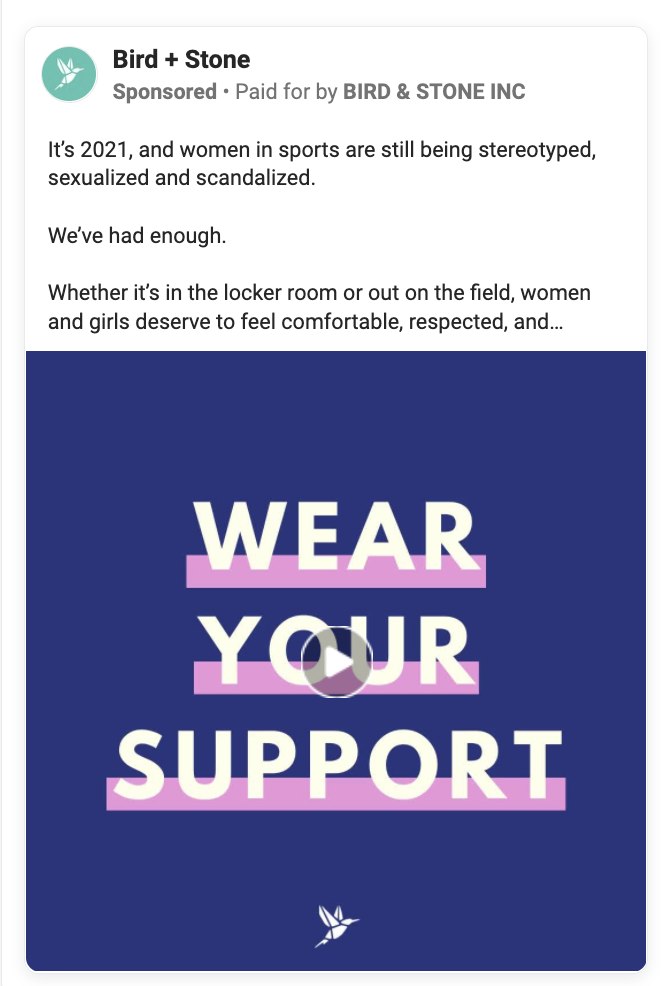 Bird + Stone
Sponsored • Paid for by BIRD & STONE INC
It's 2021, and women in sports are still being stereotyped,
sexualized and scandalized.
We've had enough.
Whether it's in the locker room or out on the field, women
and girls deserve to feel comfortable, respected, and...
WEAR
YOUR
SUPPORT